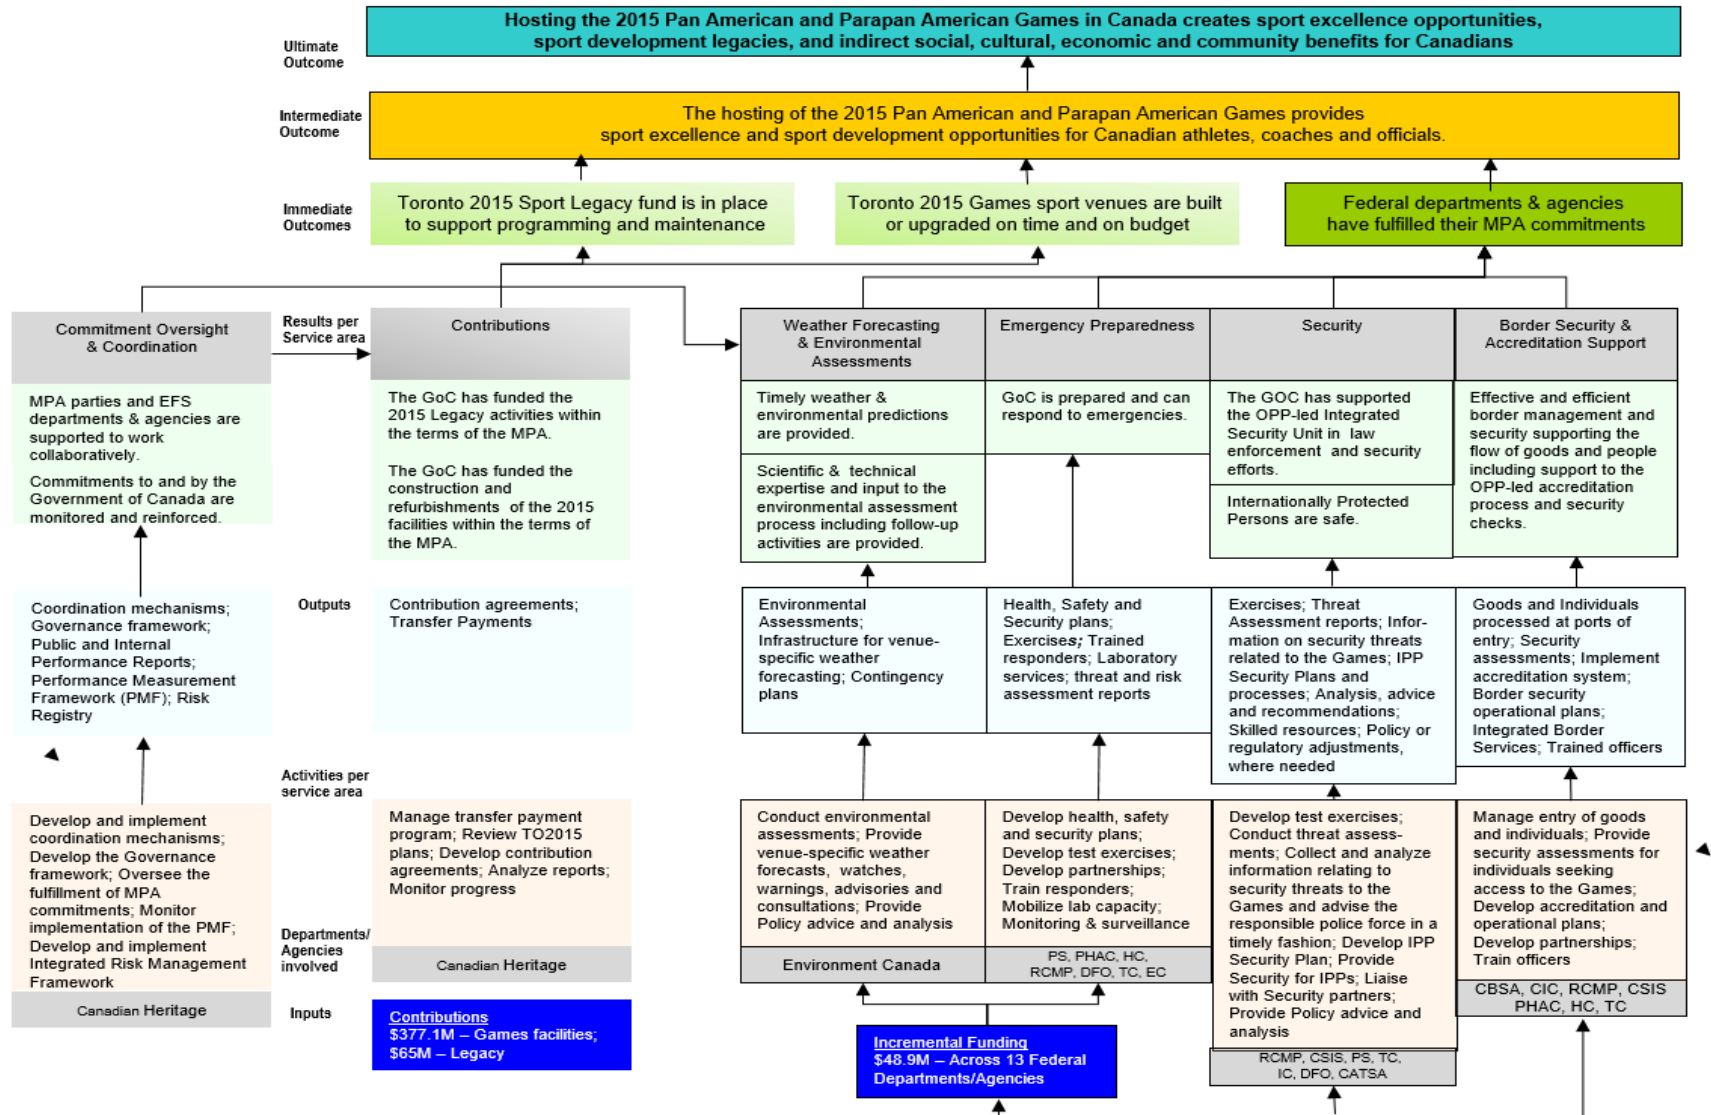 Hosting the 2015 Pan American and Parapan American Games in Canada creates sport excellence opportunities,
sport development legacies, and indirect social, cultural, economic and community benefits for Canadians
Ultimate
Outcome
Intermediate
Outcome
The hosting of the 2015 Pan American and Parapan American Games provides
sport excellence and sport development opportunities for Canadian athletes, coaches and officials.
Immediate
Outcomes
Toronto 2015 Sport Legacy fund is in place
to support programming and maintenance
Toronto 2015 Games sport venues are built
or upgraded on time and on budget
Federal departments & agencies
have fulfilled their MPA commitments
Commitment Oversight
& Coordination
Results per
Service area
Contributions
Weather Forecasting
& Environmental
Assessments
Emergency Preparedness
Security
Border Security &
Accreditation Support
MPA parties and EFS
departments & agencies are
supported to work
collaboratively.
Commitments to and by the
Government of Canada are
monitored and reinforced.
The GoC has funded the
2015 Legacy activities within
the terms of the MPA.
The GoC has funded the
construction and
refurbishments of the 2015
facilities within the terms of
the MPA.
Timely weather &
environmental predictions
are provided.
Scientific & technical
expertise and input to the
environmental assessment
process including follow-up
activities are provided.
GoC is prepared and can
respond to emergencies.
The GOC has supported
the OPP-led Integrated
Security Unit in law
enforcement and security
efforts.
Internationally Protected
Persons are safe.
Effective and efficient
border management and
security supporting the
flow of goods and people
including support to the
OPP-led accreditation
process and security
checks.
Coordination mechanisms;
Governance framework;
Public and Internal
Performance Reports;
Performance Measurement
Framework (PMF); Risk
Registry
Outputs
Contribution agreements;
Transfer Payments
Environmental
Assessments;
Infrastructure for venue-
specific weather
forecasting; Contingency
plans
Health, Safety and
Security plans;
Exercises; Trained
responders; Laboratory
services; threat and risk
assessment reports
Exercises; Threat
Assessment reports; Infor-
mation on security threats
related to the Games; IPP
Security Plans and
processes; Analysis, advice
and recommendations;
Skilled resources; Policy or
regulatory adjustments,
where needed
Goods and Individuals
processed at ports of
entry; Security
assessments; Implement
accreditation system;
Border security
operational plans;
Integrated Border
Services; Trained officers
Activities per
service area
Develop and implement
coordination mechanisms;
Develop the Governance
framework; Oversee the
fulfillment of MPA
commitments; Monitor
implementation of the PMF;
Develop and implement
Integrated Risk Management
Framework
Manage transfer payment
program; Review TO2015
plans; Develop contribution
agreements; Analyze reports;
Monitor progress
Conduct environmental
assessments; Provide
venue-specific weather
forecasts, watches,
warnings, advisories and
consultations; Provide
Policy advice and analysis
Develop health, safety
and security plans;
Develop test exercises;
Develop partnerships;
Train responders;
Mobilize lab capacity;
Monitoring & surveillance
Develop test exercises;
Conduct threat assess-
ments; Collect and analyze
information relating to
security threats to the
Games and advise the
responsible police force in a
timely fashion; Develop IPP
Security Plan; Provide
Security for IPPs; Liaise
with Security partners;
Provide Policy advice and
analysis
Manage entry of goods
and individuals; Provide
security assessments for
individuals seeking
access to the Games;
Develop accreditation and
operational plans;
Develop partnerships;
Train officers
Departments/
Agencies
involved
Canadian Heritage
Canadian Heritage
Environment Canada
PS, PHAC, HC,
RCMP, DFO, TC, EC
RCMP, CSIS, PS, TC,
IC, DFO, CATSA
CBSA, CIC, RCMP, CSIS
PHAC, HC, TC
Inputs
Contributions
$377.1M – Games facilities;
$65M – Legacy
Incremental Funding
$48.9M – Across 13 Federal
Departments/Agencies